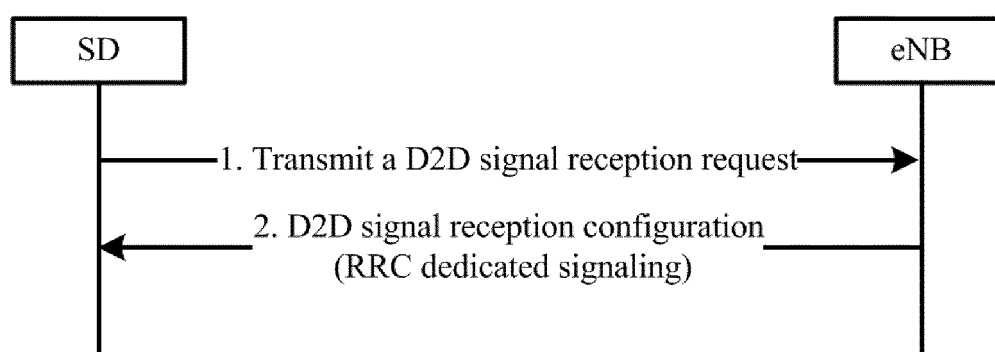 SD
eNB
1. Transmit a D2D signal reception request
2. D2D signal reception configuration
(RRC dedicated signaling)